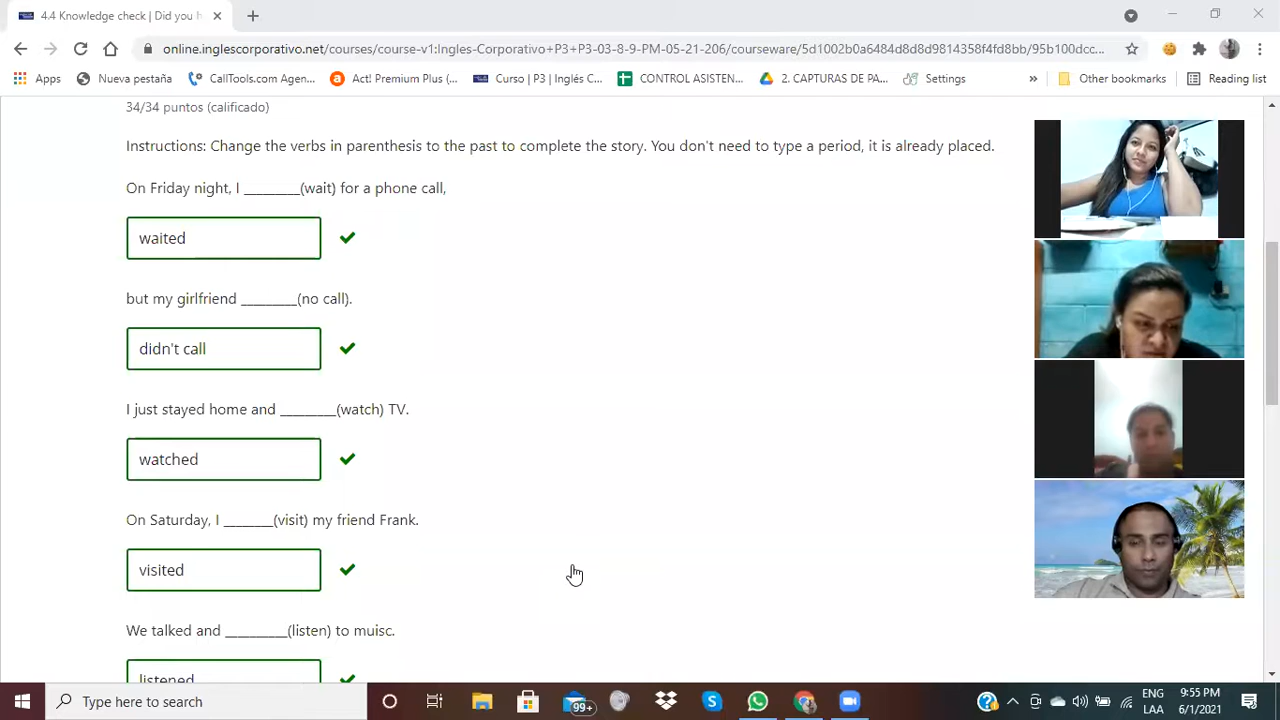 4.4 Knowledge check | Did you h
online.inglescorporativo.net/courses/course-v1:Ingles-Corporativo+P3+P3-03-8-9-PM-05-21-206/courseware/5d1002b0a6484d8d8d9814358f4fd8bb/95b100dcc...
Apps Nueva pestaña CallTools.com Agen... Act! Premium Plus (... Curso | P3 | Inglés C... CONTROL ASISTEN... 2. CAPTURAS DE PA... Settings » Other bookmarks Reading list
34/34 puntos (calificado)
Instructions: Change the verbs in parenthesis to the post to complete the story. You don't need to type a period, it is already placed.
On Friday night, I ________(wait) for a phone call,
waited
but my girlfriend ________(no call).
didn't call
I just stayed home and ________(watch) TV.
watched
On Saturday, I _______(visit) my friend Frank.
visited
We talked and _________(listen) to muisc.
listened
Type here to search
99+
ENG
LAA
9:55 PM
6/1/2021